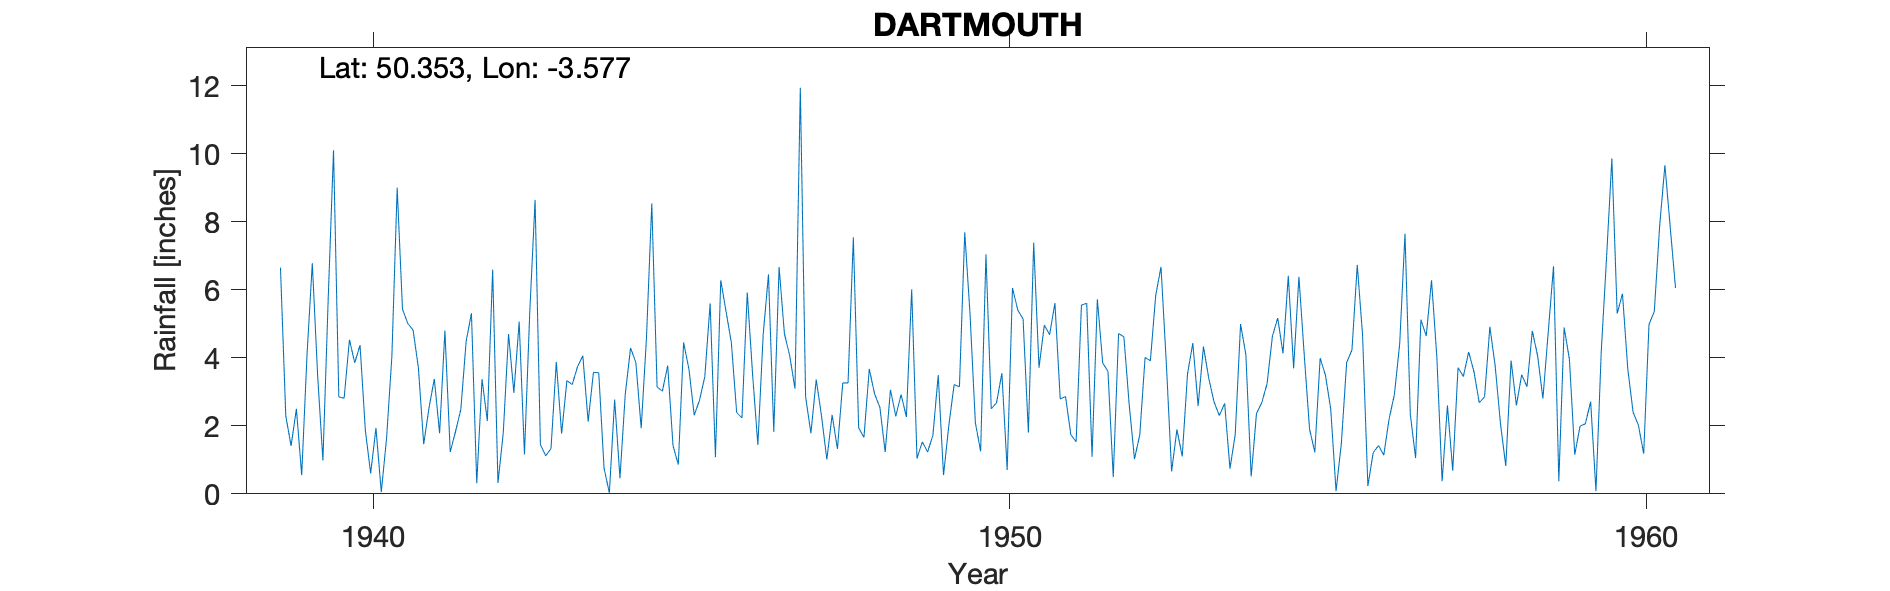 DARTMOUTH
Lat: 50.353, Lon: -3.577
12
10
8
6
4
2
0
Rainfall [inches]
1940 1950 1960
Year